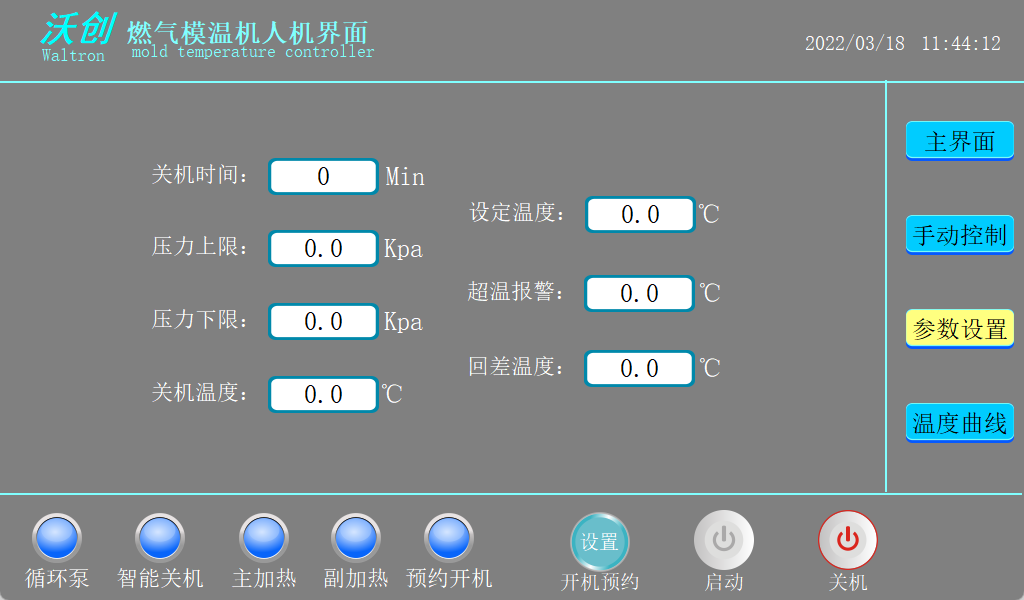 沃创 燃气模温机人机界面
Waltron mold temperature controller
2022/03/18 11:44:12
主界面
手动控制
参数设置
温度曲线
关机时间： 0 Min
压力上限： 0.0 Kpa
压力下限： 0.0 Kpa
关机温度： 0.0 ℃
设定温度： 0.0 ℃
超温报警： 0.0 ℃
回差温度： 0.0 ℃
设置
循环泵 智能关机 主加热 副加热 预约开机 开机预约 启动 关机